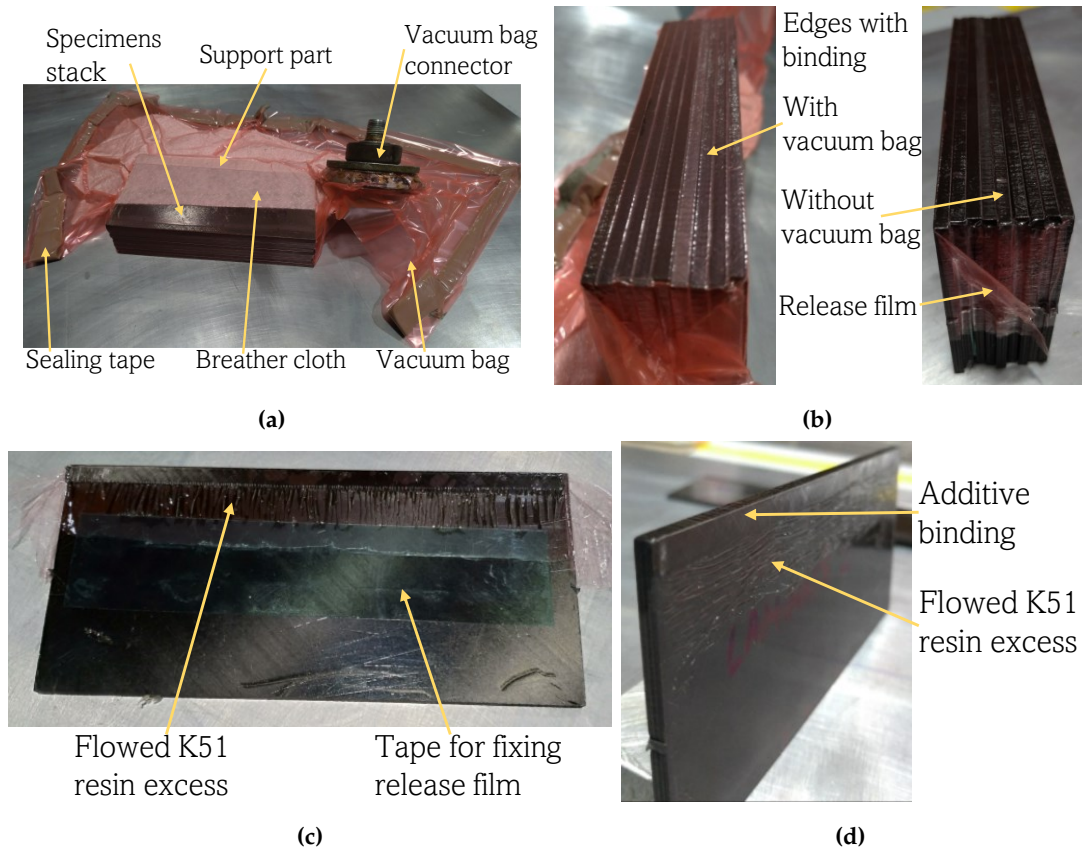 Specimens
stack
Support part
Vacuum bag
connector
Sealing tape
Breather cloth
Vacuum bag
(a)
Edges with
binding
With
vacuum bag
Without
vacuum bag
Release film
(b)
Flowed K51
resin excess
Tape for fixing
release film
(c)
Additive
binding
Flowed K51
resin excess
(d)